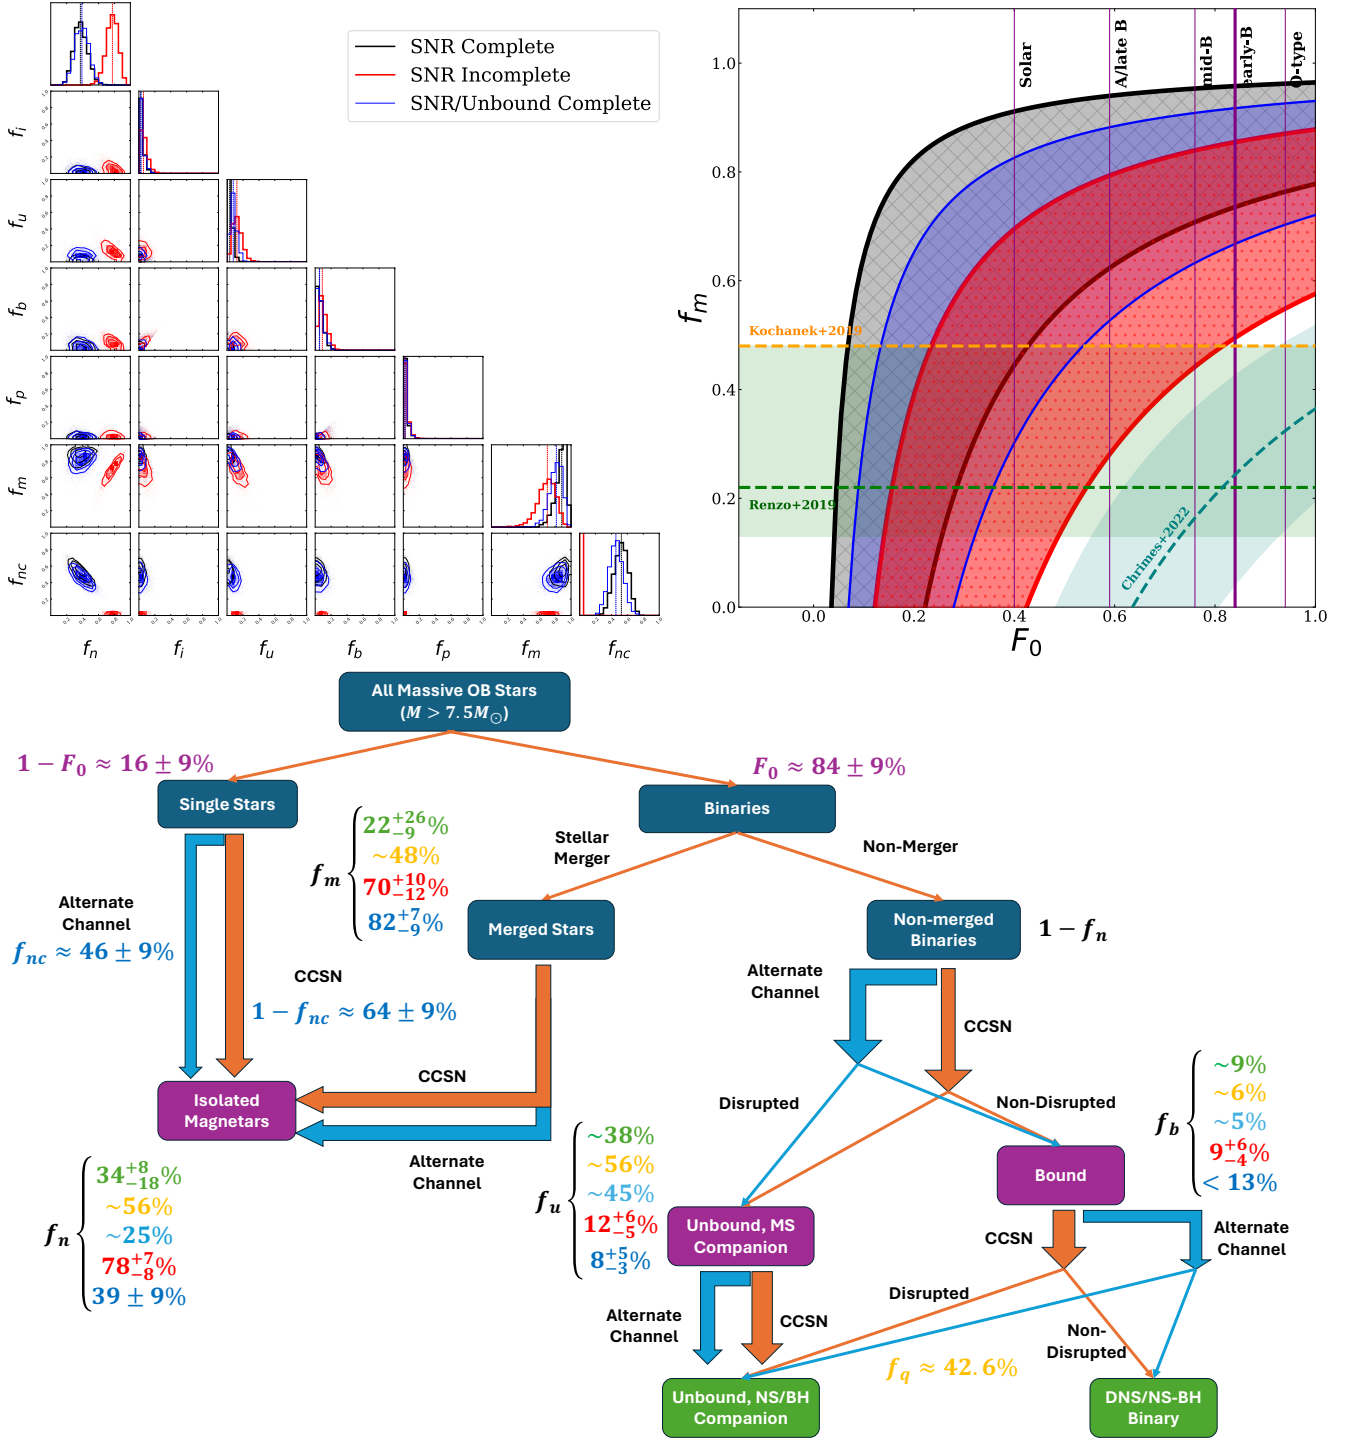 SNR Complete
SNR Incomplete
SNR/Unbound Complete
f_i
f_u
f_b
f_p
f_m
f_nc
f_n f_i f_u f_b f_p f_m f_nc
Solar
A/late B
mid-B
early-B
O-type
1.0
0.8
0.6
0.4
0.2
0.0
f_m
Kochanek+2019
Renzo+2019
Chrimes+2022
0.0 0.2 0.4 0.6 0.8 1.0
F_0
All Massive OB Stars
(M > 7.5M_⊙)
1 − F_0 ≈ 16 ± 9%
F_0 ≈ 84 ± 9%
Single Stars
Binaries
Stellar
Merger
Non-Merger
f_m
22^{+26}_{−9}%
~48%
70^{+10}_{−12}%
82^{+7}_{−9}%
Alternate
Channel
f_nc ≈ 46 ± 9%
CCSN
1 − f_nc ≈ 64 ± 9%
Merged Stars
Non-merged
Binaries
1 − f_n
Alternate
Channel
CCSN
Isolated
Magnetars
CCSN
Alternate
Channel
Disrupted
Non-Disrupted
f_b
~9%
~6%
~5%
9^{+6}_{−4}%
< 13%
f_n
34^{+8}_{−18}%
~56%
~25%
78^{+7}_{−8}%
39 ± 9%
f_u
~38%
~56%
~45%
12^{+6}_{−5}%
8^{+5}_{−3}%
Bound
Unbound, MS
Companion
CCSN
Alternate
Channel
Alternate
Channel
CCSN
Disrupted
Non-
Disrupted
f_q ≈ 42.6%
Unbound, NS/BH
Companion
DNS/NS-BH
Binary